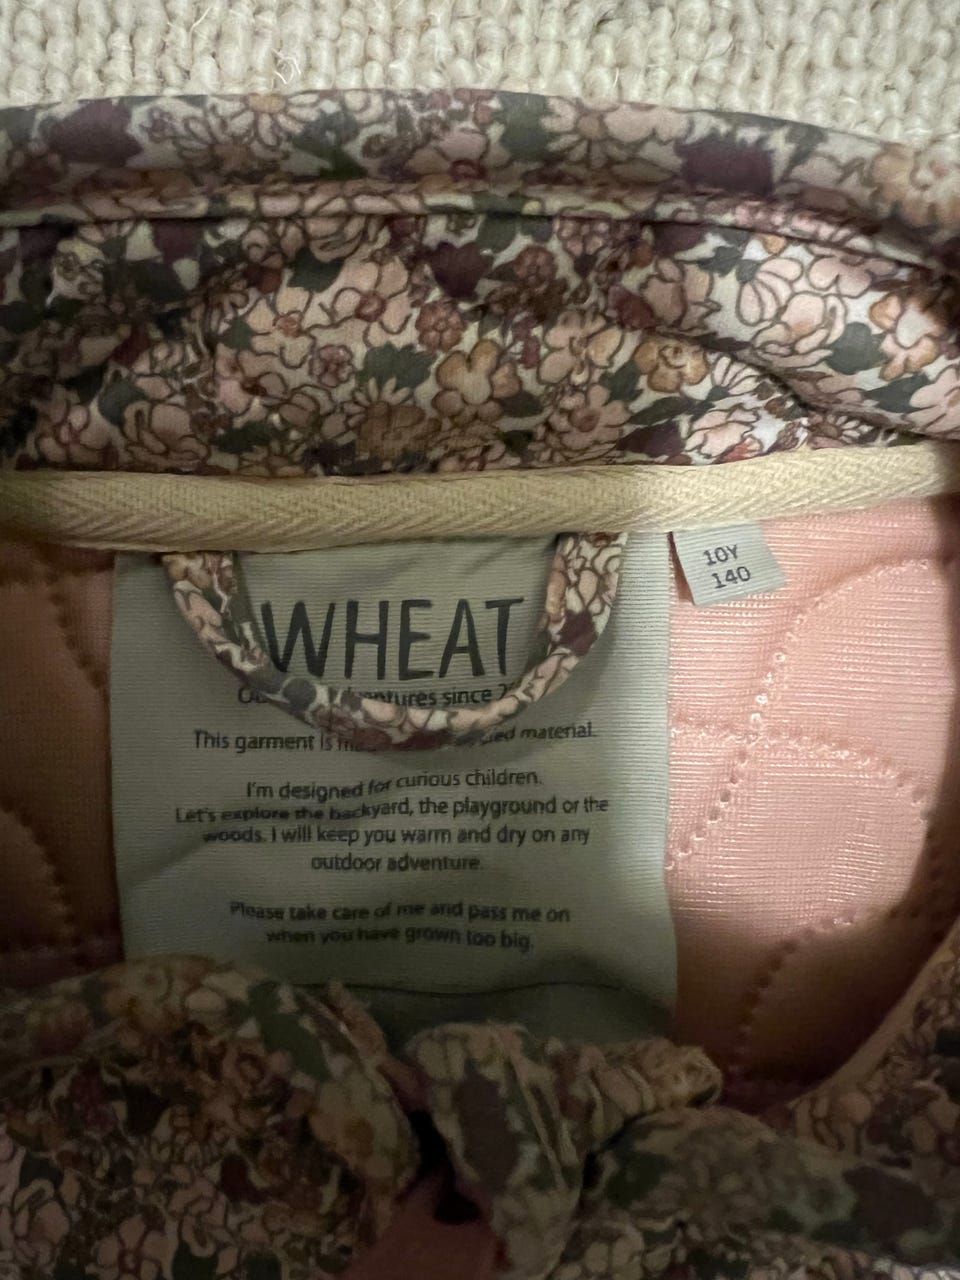 WHEAT
since
This garment is material.
I'm designed for curious children.
Let's explore the backyard, the playground or the
woods. I will keep you warm and dry on any
outdoor adventure.
Please take care of me and pass me on
when you have grown too big.
10Y
140